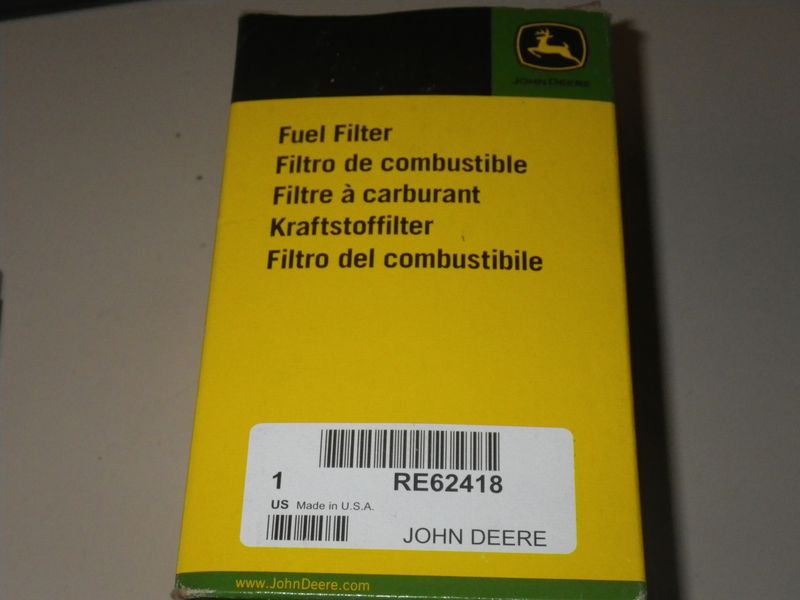 JOHN DEERE
Fuel Filter
Filtro de combustible
Filtre à carburant
Kraftstoffilter
Filtro del combustibile
1 RE62418
US Made in U.S.A.
JOHN DEERE
www.JohnDeere.com